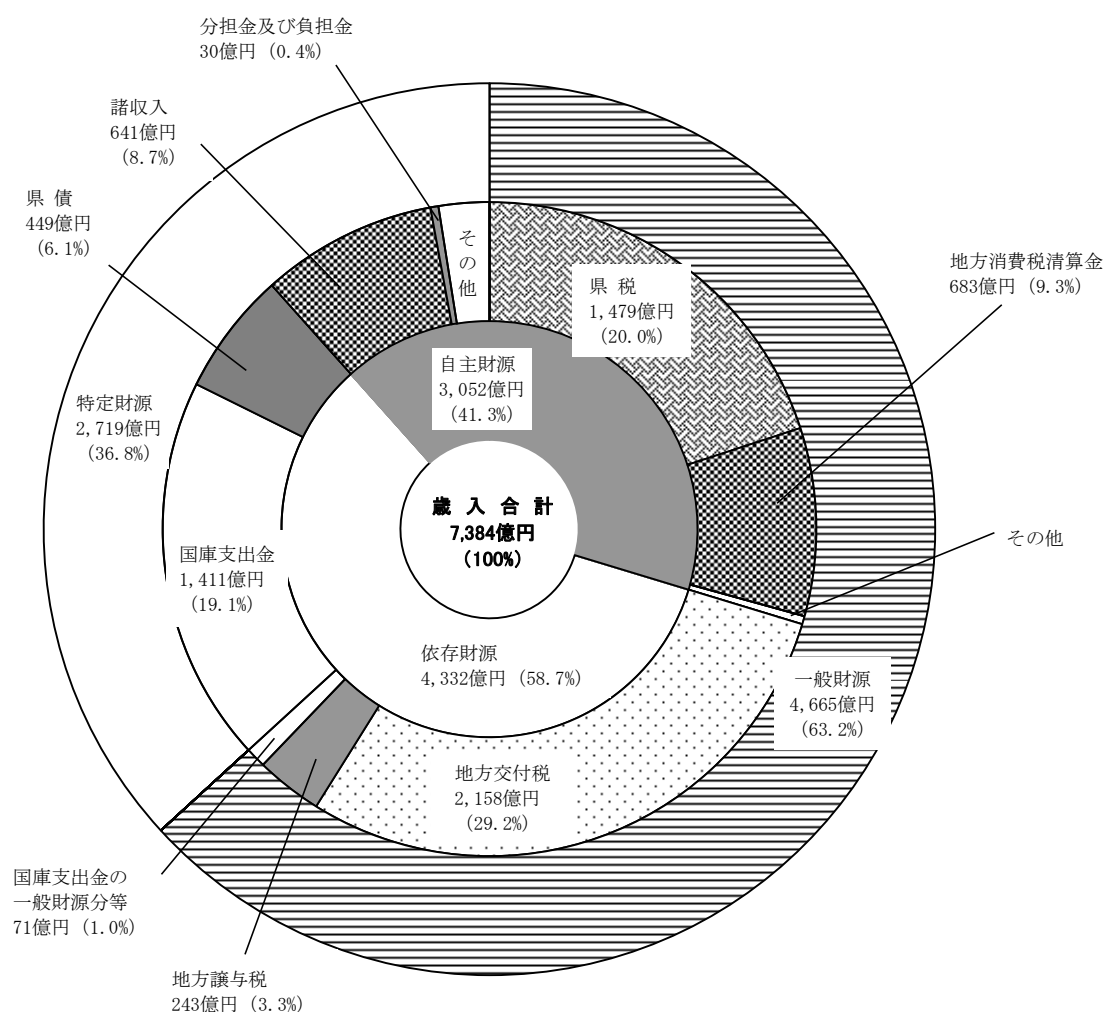 分担金及び負担金
30億円 (0.4%)
諸収入
641億円
(8.7%)
県 債
449億円
(6.1%)
その他
県 税
1,479億円
(20.0%)
地方消費税清算金
683億円 (9.3%)
自主財源
3,052億円
(41.3%)
特定財源
2,719億円
(36.8%)
歳 入 合 計
7,384億円
(100%)
その他
国庫支出金
1,411億円
(19.1%)
依存財源
4,332億円 (58.7%)
一般財源
4,665億円
(63.2%)
地方交付税
2,158億円
(29.2%)
国庫支出金の
一般財源分等
71億円 (1.0%)
地方譲与税
243億円 (3.3%)